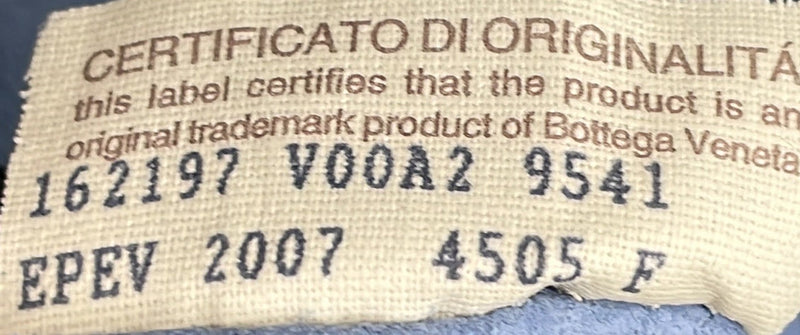 CERTIFICATO DI ORIGINALITÁ
this label certifies that the product is an
original trademark product of Bottega Veneta
162197 V00A2 9541
EPEV 2007 4505 F